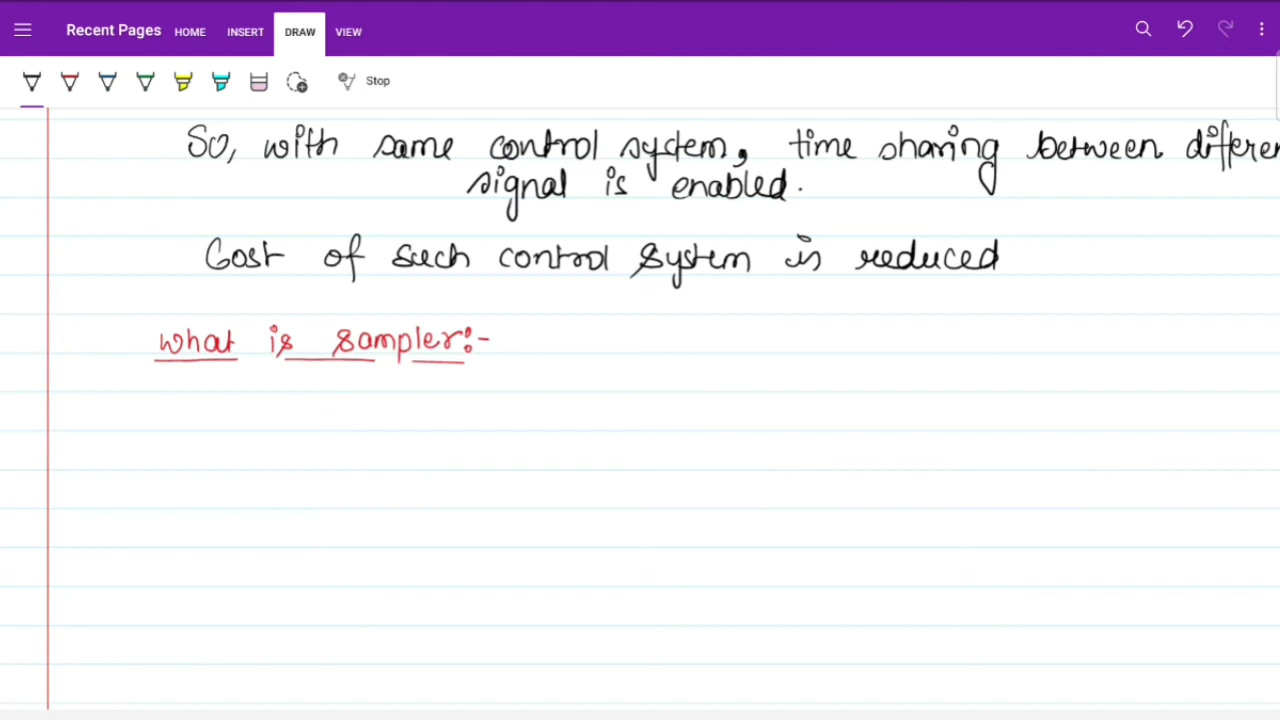 Recent Pages HOME INSERT DRAW VIEW
Stop
So, with same control system, time sharing between differen
signal is enabled.
Cost of such control system is reduced
What is sampler:-